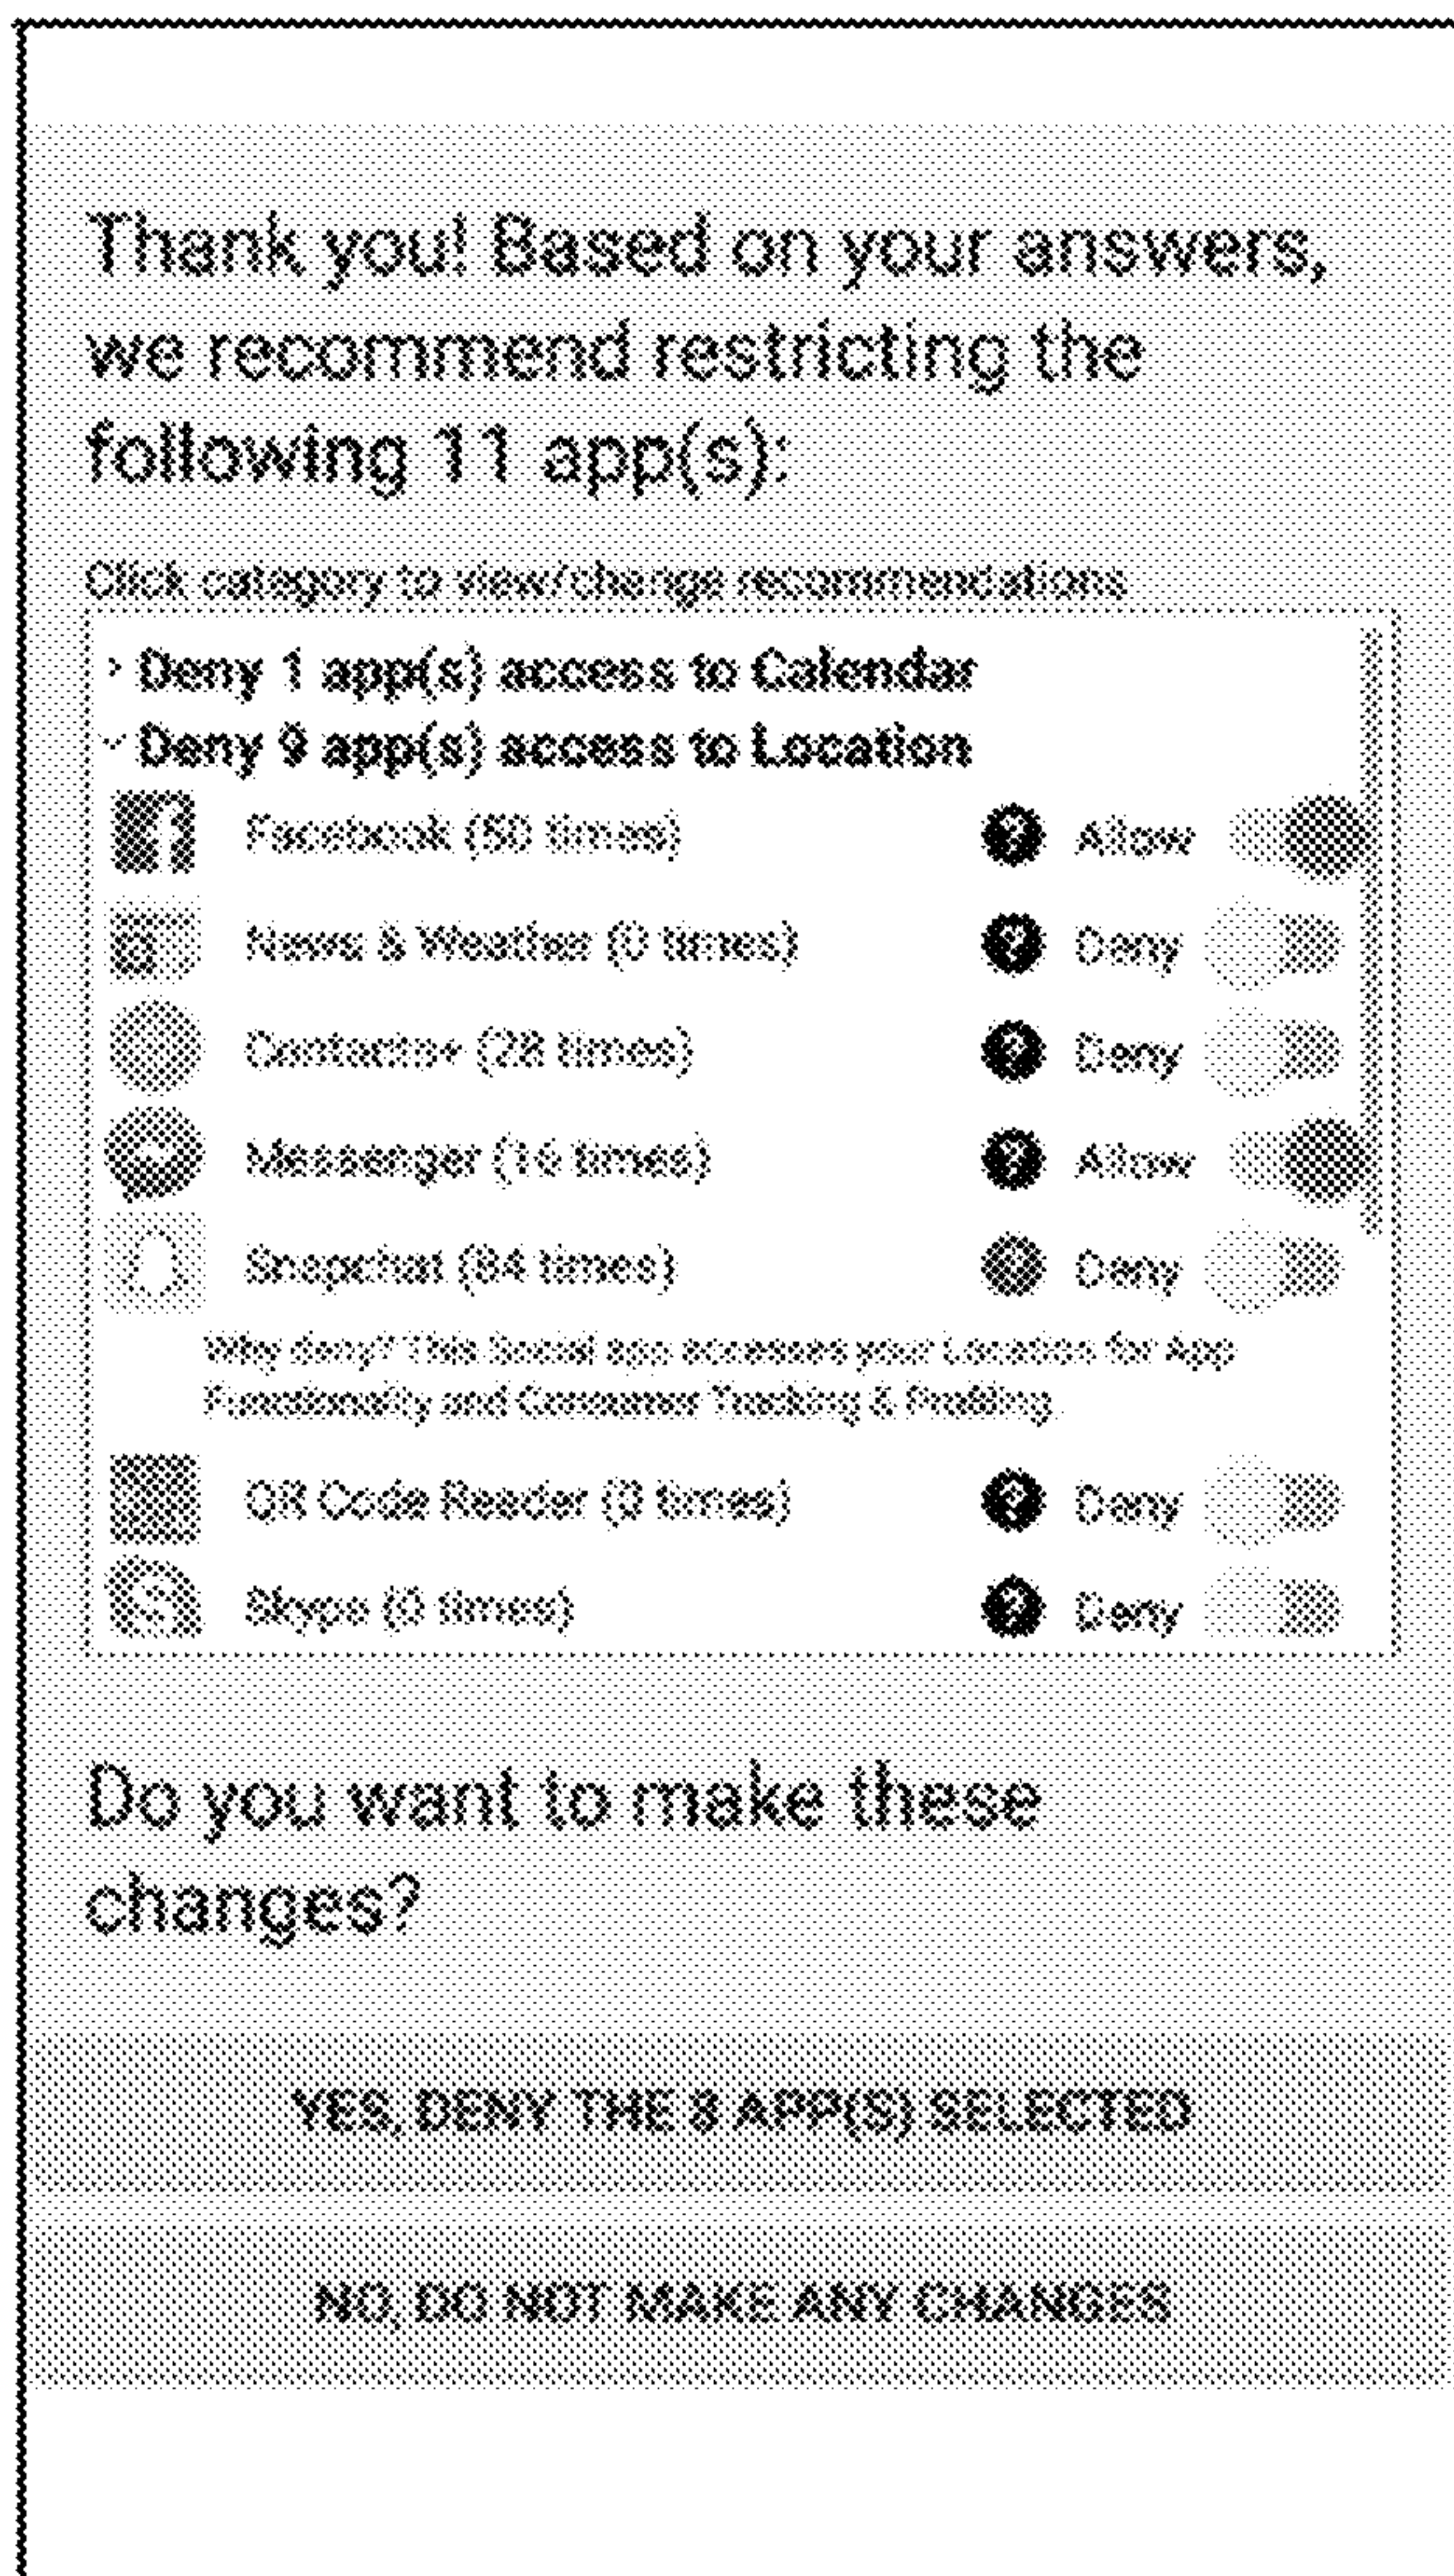 Thank you! Based on your answers,
we recommend restricting the
following 11 app(s):
Click category to view/change recommendations
Deny 1 app(s) access to Calendar
Deny 9 app(s) access to Location
Facebook (50 times) ? Allow
News & Weather (0 times) ? Deny
Contacts+ (28 times) ? Deny
Messenger (16 times) ? Allow
Snapchat (84 times) Deny
Why deny? This Social app accesses your Location for App
Functionality and Consumer Tracking & Profiling.
QR Code Reader (0 times) ? Deny
Skype (0 times) ? Deny
Do you want to make these
changes?
YES, DENY THE 8 APP(S) SELECTED
NO, DO NOT MAKE ANY CHANGES